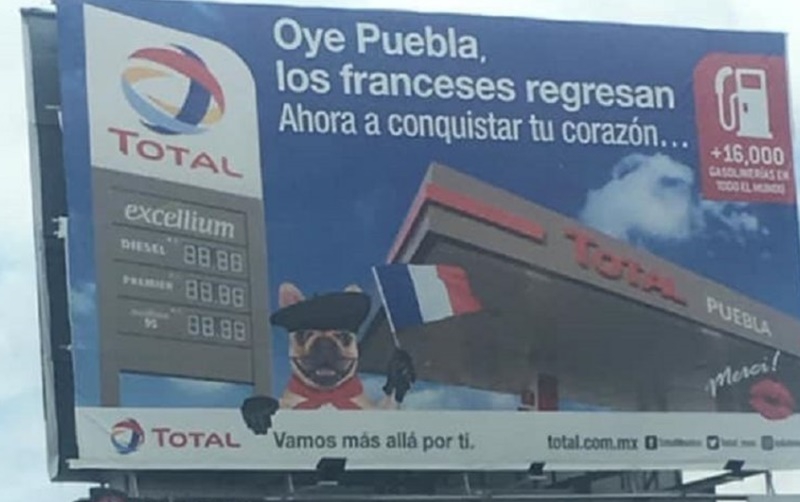 Oye Puebla,
los franceses regresan
Ahora a conquistar tu corazón...
TOTAL
+16,000
GASOLINERÍAS EN
TODO EL MUNDO
excellium
DIESEL 88.88
PREMIUM 88.88
95 88.88
TOTAL
PUEBLA
Merci!
TOTAL Vamos más allá por ti. total.com.mx